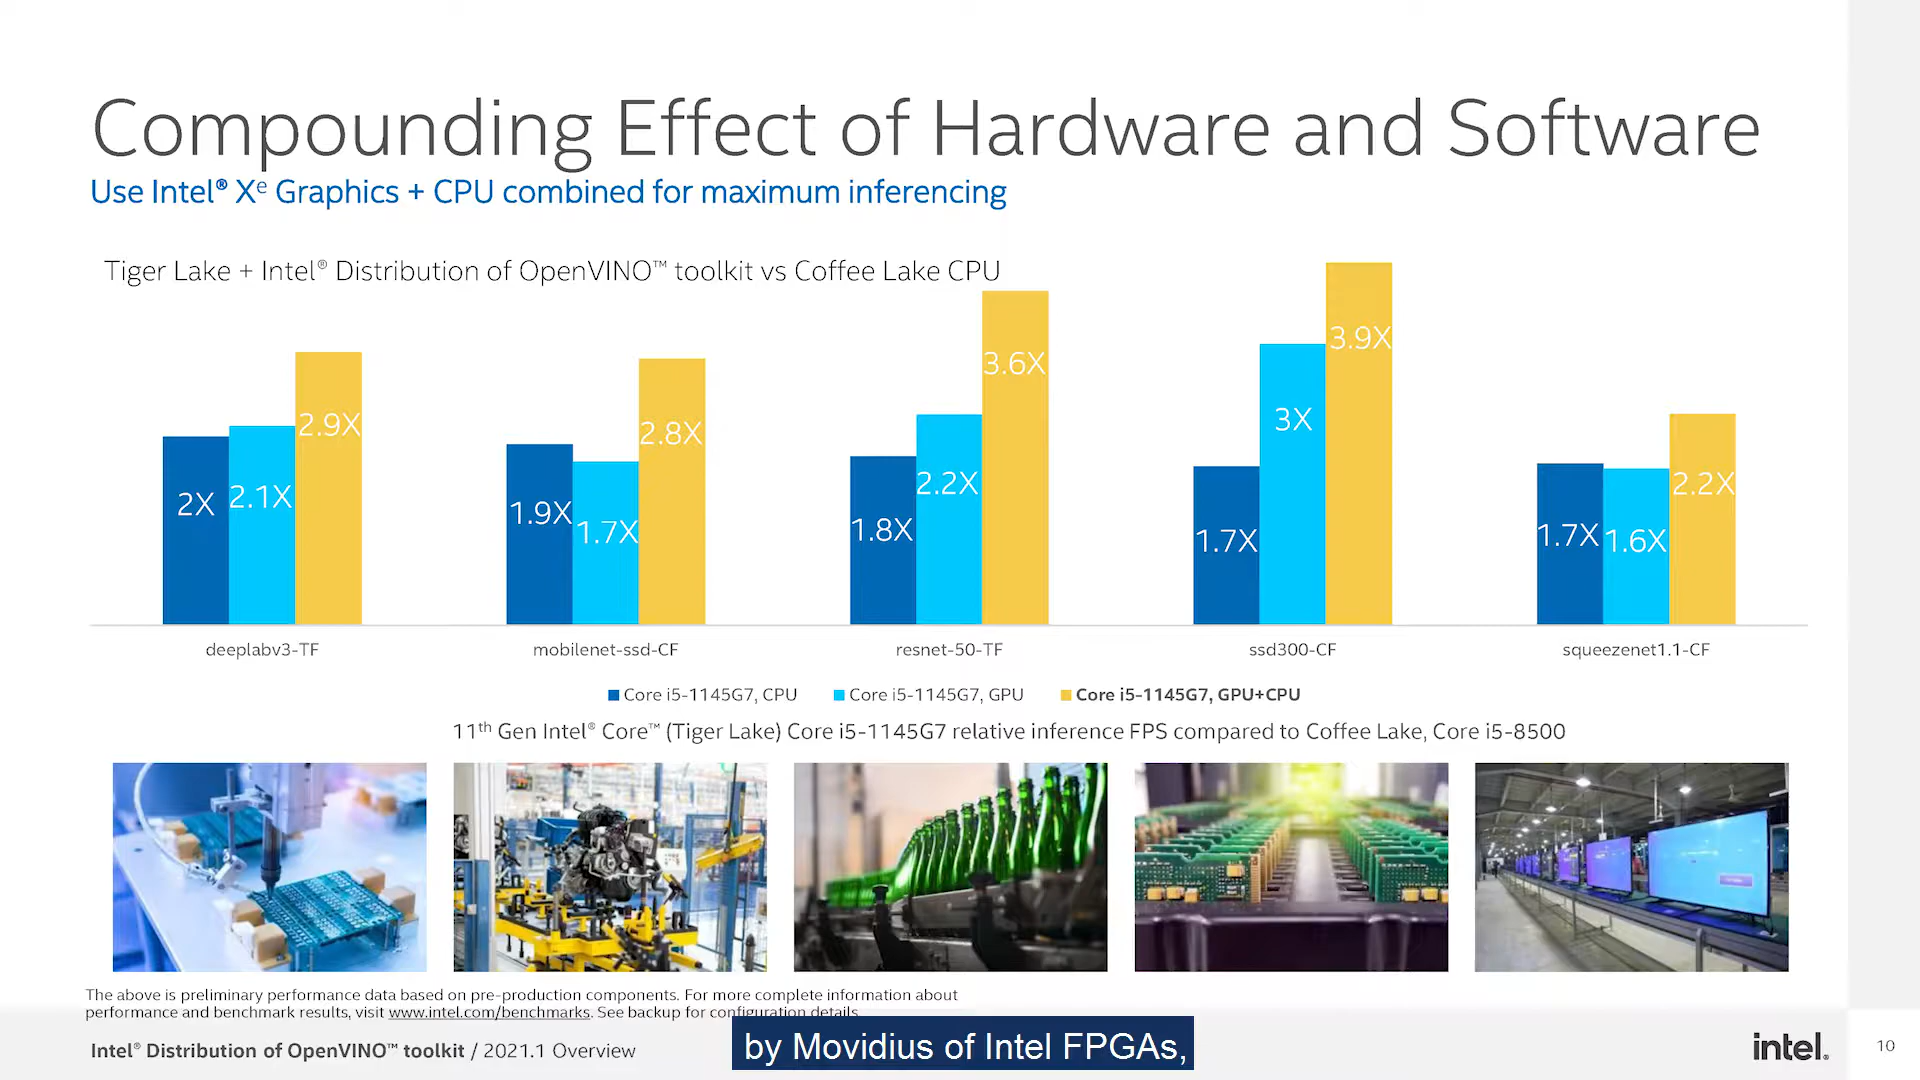 Compounding Effect of Hardware and Software
Use Intel® Xᵉ Graphics + CPU combined for maximum inferencing
Tiger Lake + Intel® Distribution of OpenVINO™ toolkit vs Coffee Lake CPU
2X 2.1X 2.9X
1.9X 1.7X 2.8X
1.8X 2.2X 3.6X
1.7X 3X 3.9X
1.7X 1.6X 2.2X
deeplabv3-TF mobilenet-ssd-CF resnet-50-TF ssd300-CF squeezenet1.1-CF
Core i5-1145G7, CPU Core i5-1145G7, GPU Core i5-1145G7, GPU+CPU
11ᵗʰ Gen Intel® Core™ (Tiger Lake) Core i5-1145G7 relative inference FPS compared to Coffee Lake, Core i5-8500
The above is preliminary performance data based on pre-production components. For more complete information about
performance and benchmark results, visit www.intel.com/benchmarks. See backup for configuration details.
by Movidius of Intel FPGAs,
Intel® Distribution of OpenVINO™ toolkit / 2021.1 Overview
intel.
10